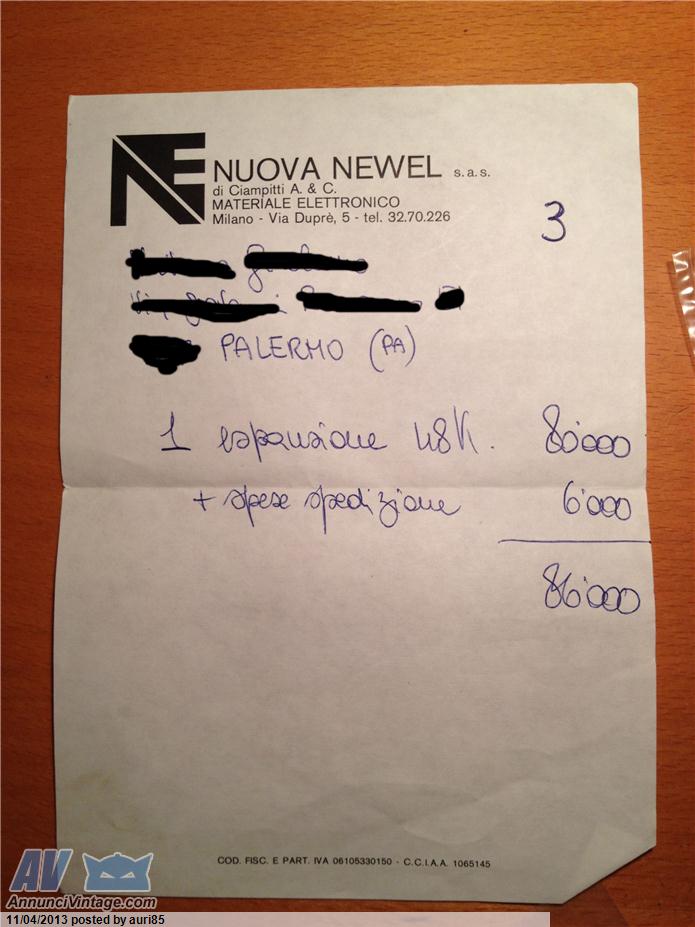 NE NUOVA NEWEL s.a.s.
di Ciampitti A. & C.
MATERIALE ELETTRONICO
Milano - Via Duprè, 5 - tel. 32.70.226
3
PALERMO (PA)
1 espansione 48K. 80'000
+ spese spedizione 6'000
86'000
COD. FISC. E PART. IVA 06105330150 - C.C.I.A.A. 1065145
AV
AnnunciVintage.com
11/04/2013 posted by auri85